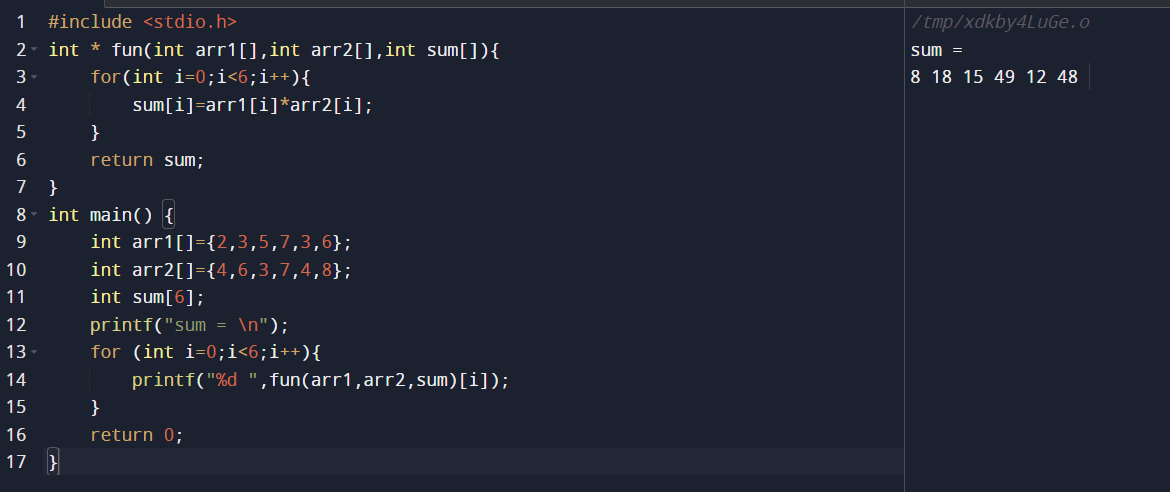 1 #include <stdio.h>
2 int * fun(int arr1[],int arr2[],int sum[]){
3     for(int i=0;i<6;i++){
4         sum[i]=arr1[i]*arr2[i];
5     }
6     return sum;
7 }
8 int main() {
9     int arr1[]={2,3,5,7,3,6};
10     int arr2[]={4,6,3,7,4,8};
11     int sum[6];
12     printf("sum = \n");
13     for (int i=0;i<6;i++){
14         printf("%d ",fun(arr1,arr2,sum)[i]);
15     }
16     return 0;
17 }
/tmp/xdkby4LuGe.o
sum =
8 18 15 49 12 48